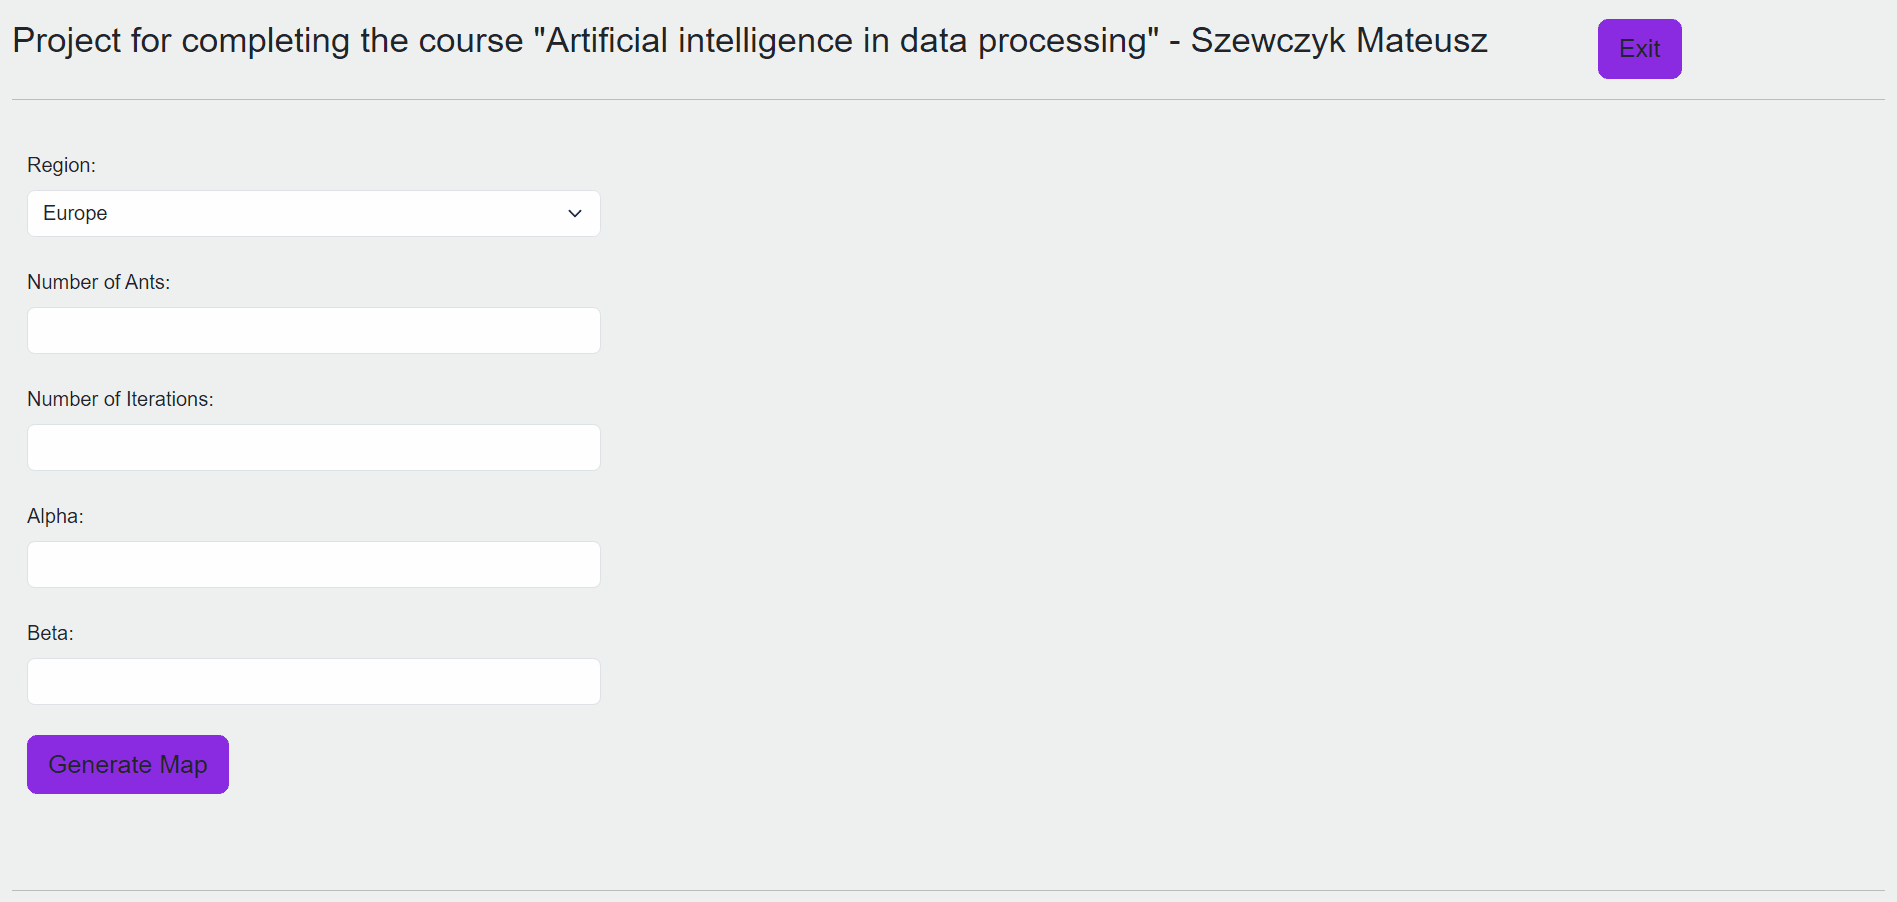 Project for completing the course "Artificial intelligence in data processing" - Szewczyk Mateusz
Exit
Region:
Europe
Number of Ants:
Number of Iterations:
Alpha:
Beta:
Generate Map